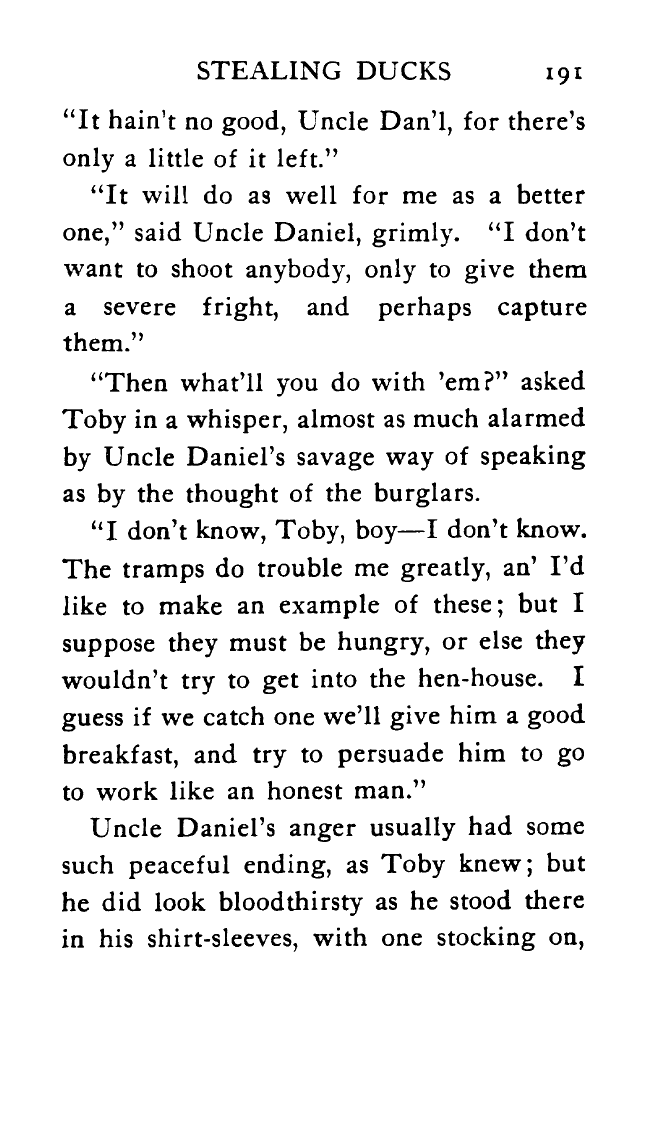 STEALING DUCKS 191
“It hain't no good, Uncle Dan’l, for there’s
only a little of it left.”
“It will do as well for me as a better
one,” said Uncle Daniel, grimly. “I don’t
want to shoot anybody, only to give them
a severe fright, and perhaps capture
them.”
“Then what’ll you do with ’em?” asked
Toby in a whisper, almost as much alarmed
by Uncle Daniel’s savage way of speaking
as by the thought of the burglars.
“I don’t know, Toby, boy—I don’t know.
The tramps do trouble me greatly, an’ I’d
like to make an example of these; but I
suppose they must be hungry, or else they
wouldn’t try to get into the hen-house. I
guess if we catch one we’ll give him a good
breakfast, and try to persuade him to go
to work like an honest man.”
Uncle Daniel’s anger usually had some
such peaceful ending, as Toby knew; but
he did look bloodthirsty as he stood there
in his shirt-sleeves, with one stocking on,